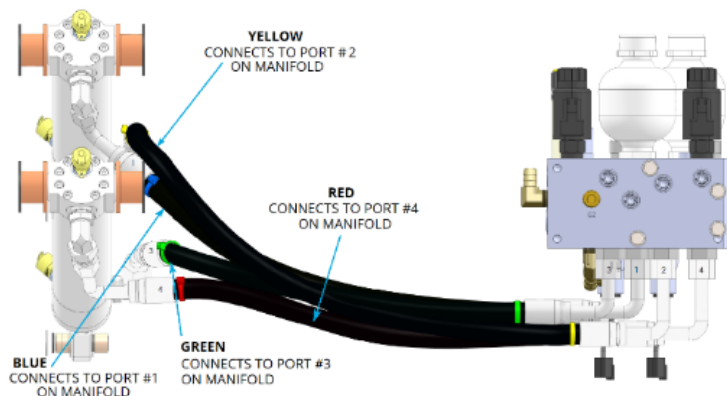 YELLOW
CONNECTS TO PORT #2
ON MANIFOLD
RED
CONNECTS TO PORT #4
ON MANIFOLD
3
4
3
1
2
4
GREEN
CONNECTS TO PORT #3
ON MANIFOLD
BLUE
CONNECTS TO PORT #1
ON MANIFOLD